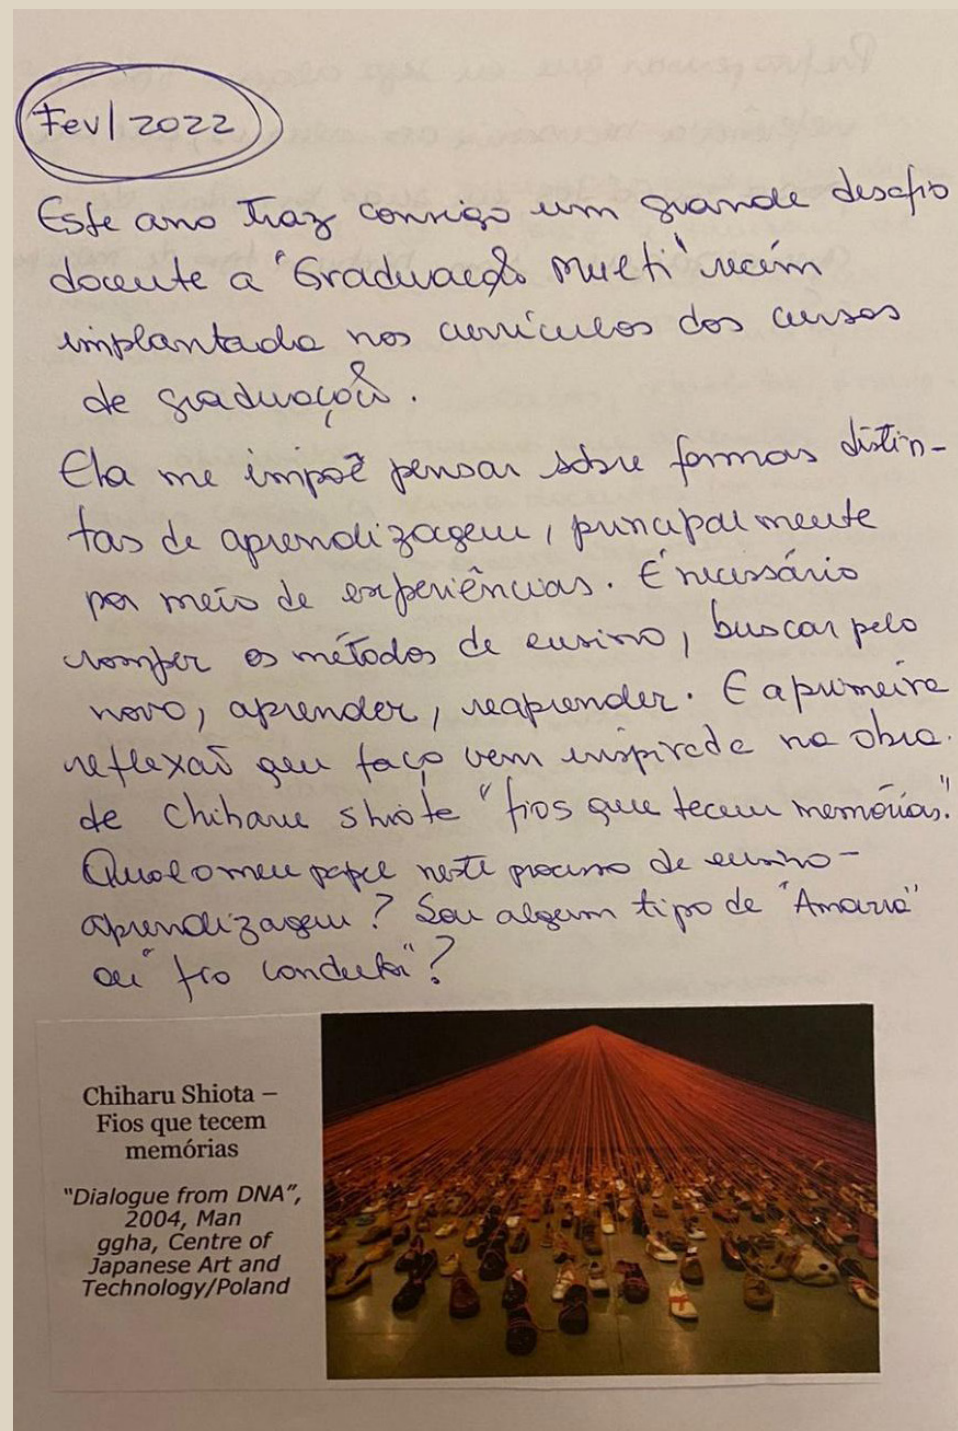 Fev/2022
Este ano traz consigo um grande desafio
docente a "Graduação Multi" recém
implantada nos currículos dos cursos
de graduação.
Ela me impõe pensar sobre formas distin-
tas de aprendizagem, principalmente
por meio de experiências. É necessário
romper os métodos de ensino, buscar pelo
novo, aprender, reaprender. E a primeira
reflexão que faço vem inspirada na obra
de Chiharu Shiote "fios que tecem memórias".
Qual o meu papel neste processo de ensino-
aprendizagem? Sou algum tipo de
ou "fio condutor"?
Chiharu Shiota –
Fios que tecem
memórias
"Dialogue from DNA",
2004, Man
ggha, Centre of
Japanese Art and
Technology/Poland